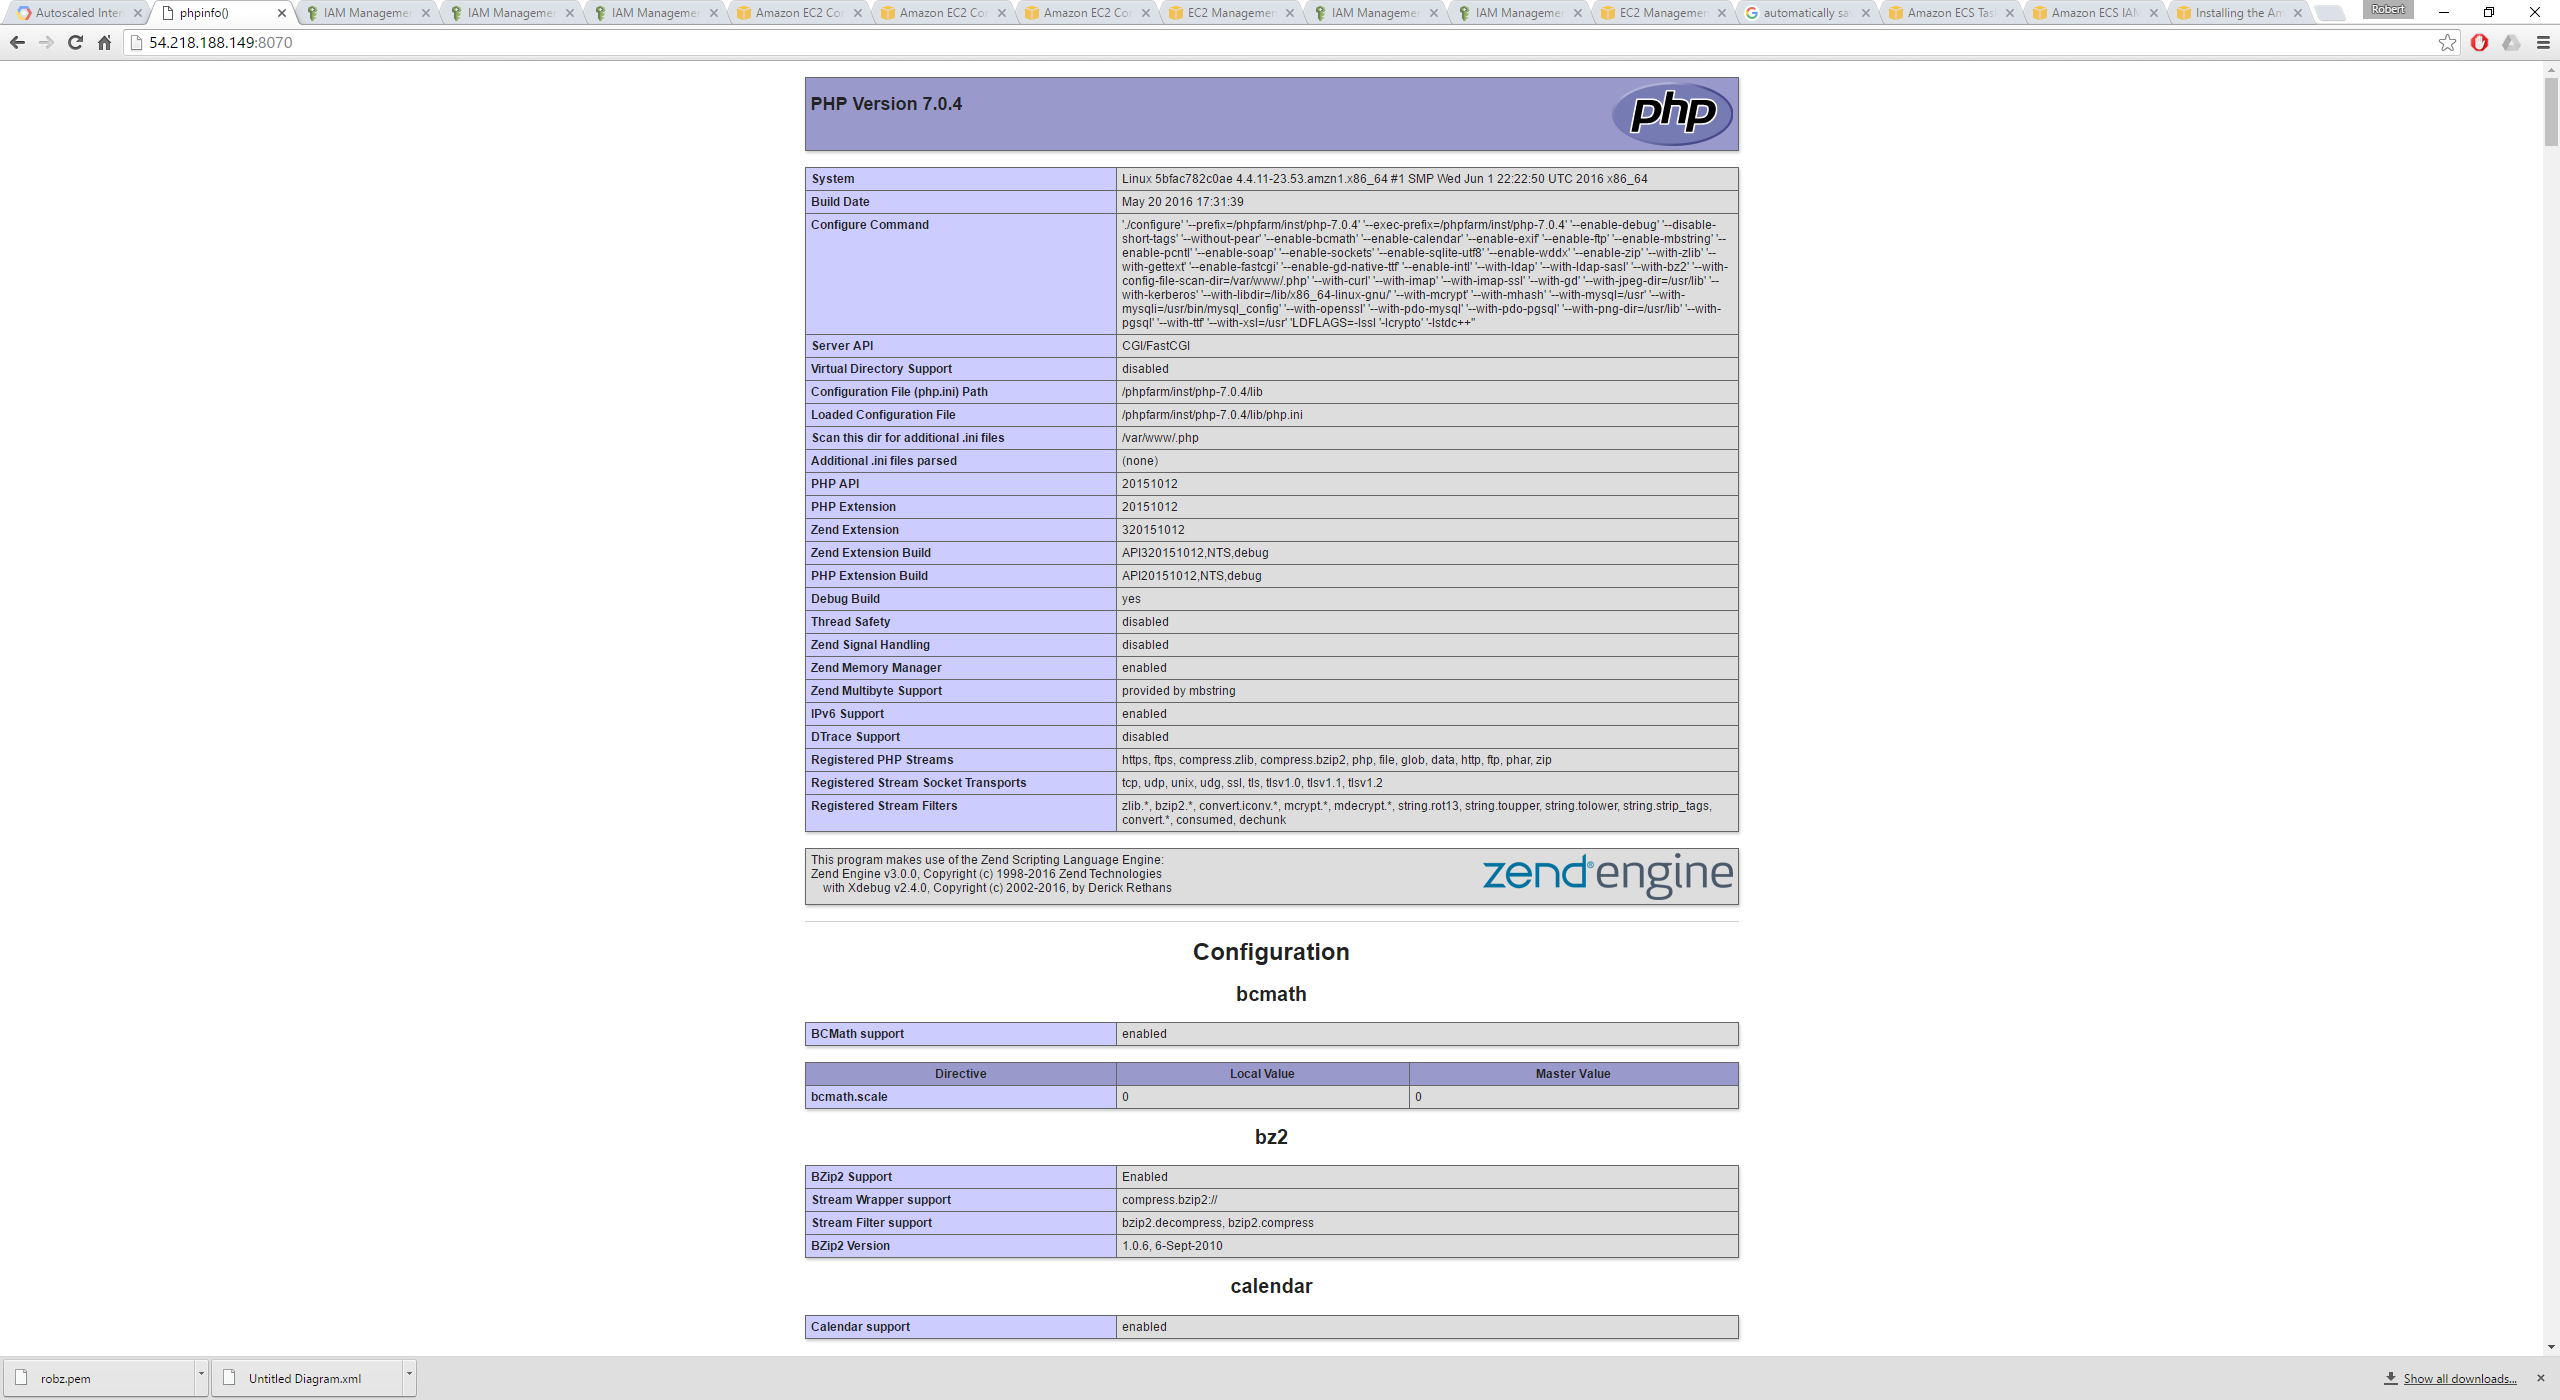 Autoscaled Inter
phpinfo()
IAM Managemen
IAM Managemen
IAM Managemen
Amazon EC2 Con
Amazon EC2 Con
Amazon EC2 Con
EC2 Managemen
IAM Managemen
IAM Managemen
EC2 Managemen
automatically sa
Amazon ECS Tas
Amazon ECS IAM
Installing the Am
Robert
54.218.188.149:8070
PHP Version 7.0.4
php
System Linux 5bfac782c0ae 4.4.11-23.53.amzn1.x86_64 #1 SMP Wed Jun 1 22:22:50 UTC 2016 x86_64
Build Date May 20 2016 17:31:39
Configure Command './configure' '--prefix=/phpfarm/inst/php-7.0.4' '--exec-prefix=/phpfarm/inst/php-7.0.4' '--enable-debug' '--disable-
short-tags' '--without-pear' '--enable-bcmath' '--enable-calendar' '--enable-exif' '--enable-ftp' '--enable-mbstring' '--
enable-pcntl' '--enable-soap' '--enable-sockets' '--enable-sqlite-utf8' '--enable-wddx' '--enable-zip' '--with-zlib' '--
with-gettext' '--enable-fastcgi' '--enable-gd-native-ttf' '--enable-intl' '--with-ldap' '--with-ldap-sasl' '--with-bz2' '--with-
config-file-scan-dir=/var/www/.php' '--with-curl' '--with-imap' '--with-imap-ssl' '--with-gd' '--with-jpeg-dir=/usr/lib' '--
with-kerberos' '--with-libdir=/lib/x86_64-linux-gnu/' '--with-mcrypt' '--with-mhash' '--with-mysql=/usr' '--with-
mysqli=/usr/bin/mysql_config' '--with-openssl' '--with-pdo-mysql' '--with-pdo-pgsql' '--with-png-dir=/usr/lib' '--with-
pgsql' '--with-ttf' '--with-xsl=/usr' 'LDFLAGS=-lssl '-lcrypto' '-lstdc++''
Server API CGI/FastCGI
Virtual Directory Support disabled
Configuration File (php.ini) Path /phpfarm/inst/php-7.0.4/lib
Loaded Configuration File /phpfarm/inst/php-7.0.4/lib/php.ini
Scan this dir for additional .ini files /var/www/.php
Additional .ini files parsed (none)
PHP API 20151012
PHP Extension 20151012
Zend Extension 320151012
Zend Extension Build API320151012,NTS,debug
PHP Extension Build API20151012,NTS,debug
Debug Build yes
Thread Safety disabled
Zend Signal Handling disabled
Zend Memory Manager enabled
Zend Multibyte Support provided by mbstring
IPv6 Support enabled
DTrace Support disabled
Registered PHP Streams https, ftps, compress.zlib, compress.bzip2, php, file, glob, data, http, ftp, phar, zip
Registered Stream Socket Transports tcp, udp, unix, udg, ssl, tls, tlsv1.0, tlsv1.1, tlsv1.2
Registered Stream Filters zlib.*, bzip2.*, convert.iconv.*, mcrypt.*, mdecrypt.*, string.rot13, string.toupper, string.tolower, string.strip_tags,
convert.*, consumed, dechunk
This program makes use of the Zend Scripting Language Engine:
Zend Engine v3.0.0, Copyright (c) 1998-2016 Zend Technologies
with Xdebug v2.4.0, Copyright (c) 2002-2016, by Derick Rethans
zend® engine
Configuration
bcmath
BCMath support enabled
Directive Local Value Master Value
bcmath.scale 0 0
bz2
BZip2 Support Enabled
Stream Wrapper support compress.bzip2://
Stream Filter support bzip2.decompress, bzip2.compress
BZip2 Version 1.0.6, 6-Sept-2010
calendar
Calendar support enabled
robz.pem
Untitled Diagram.xml
Show all downloads...